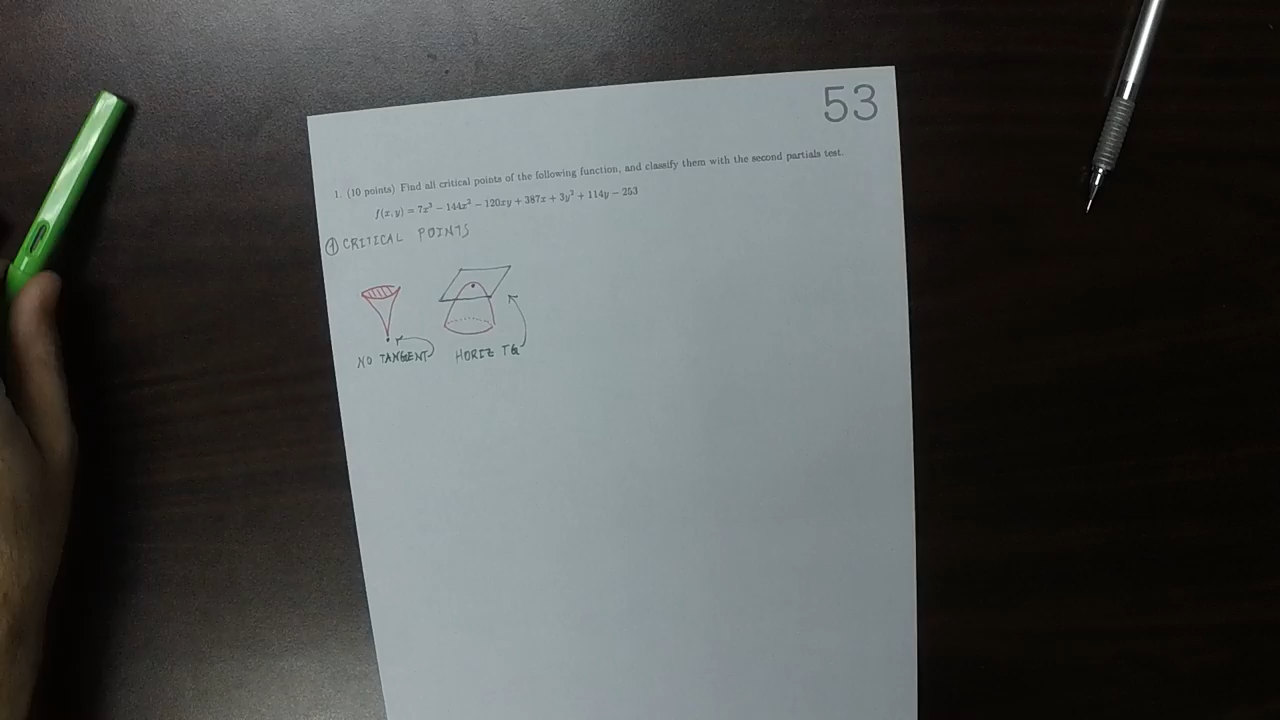 53
1. (10 points) Find all critical points of the following function, and classify them with the second partials test.
f(x, y) = 7x³ − 144x² − 120xy + 387x + 3y² + 114y − 253
① CRITICAL POINTS
NO TANGENT HORIZ TG